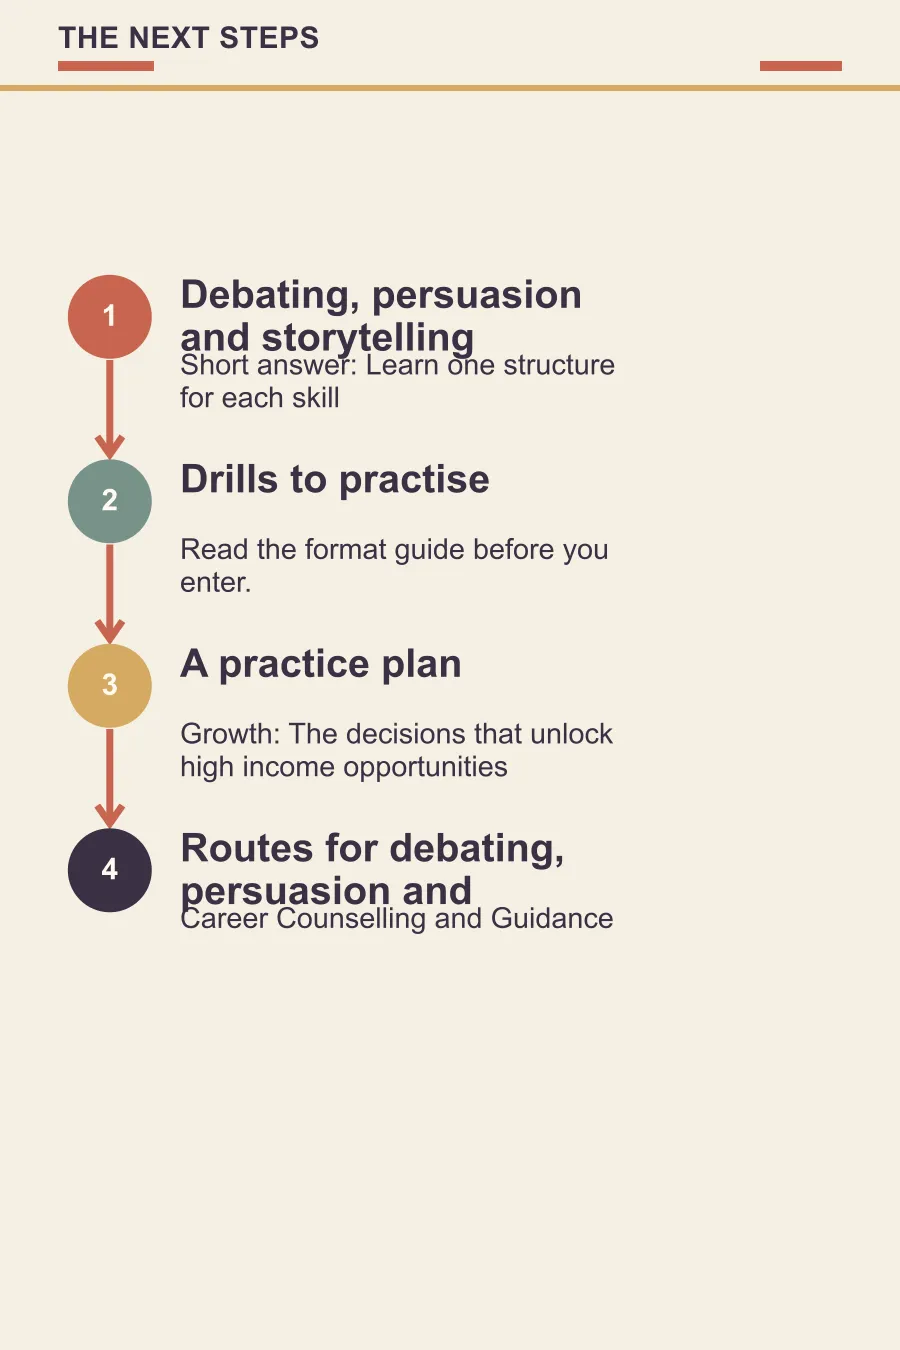 THE NEXT STEPS
1
Debating, persuasion
and storytelling
Short answer: Learn one structure
for each skill
2
Drills to practise
Read the format guide before you
enter.
3
A practice plan
Growth: The decisions that unlock
high income opportunities
4
Routes for debating,
persuasion and
Career Counselling and Guidance